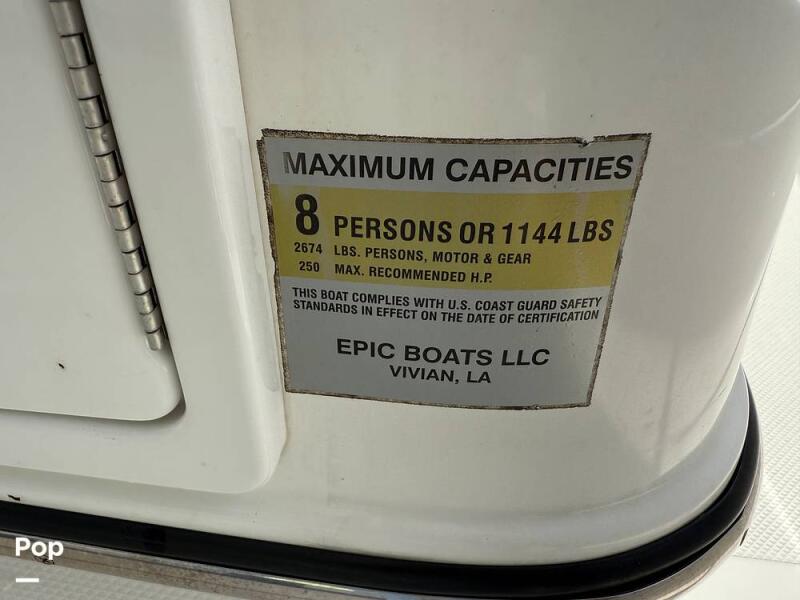 MAXIMUM CAPACITIES
8 PERSONS OR 1144 LBS
2674 LBS. PERSONS, MOTOR & GEAR
250 MAX. RECOMMENDED H.P.
THIS BOAT COMPLIES WITH U.S. COAST GUARD SAFETY
STANDARDS IN EFFECT ON THE DATE OF CERTIFICATION
EPIC BOATS LLC
VIVIAN, LA
Pop